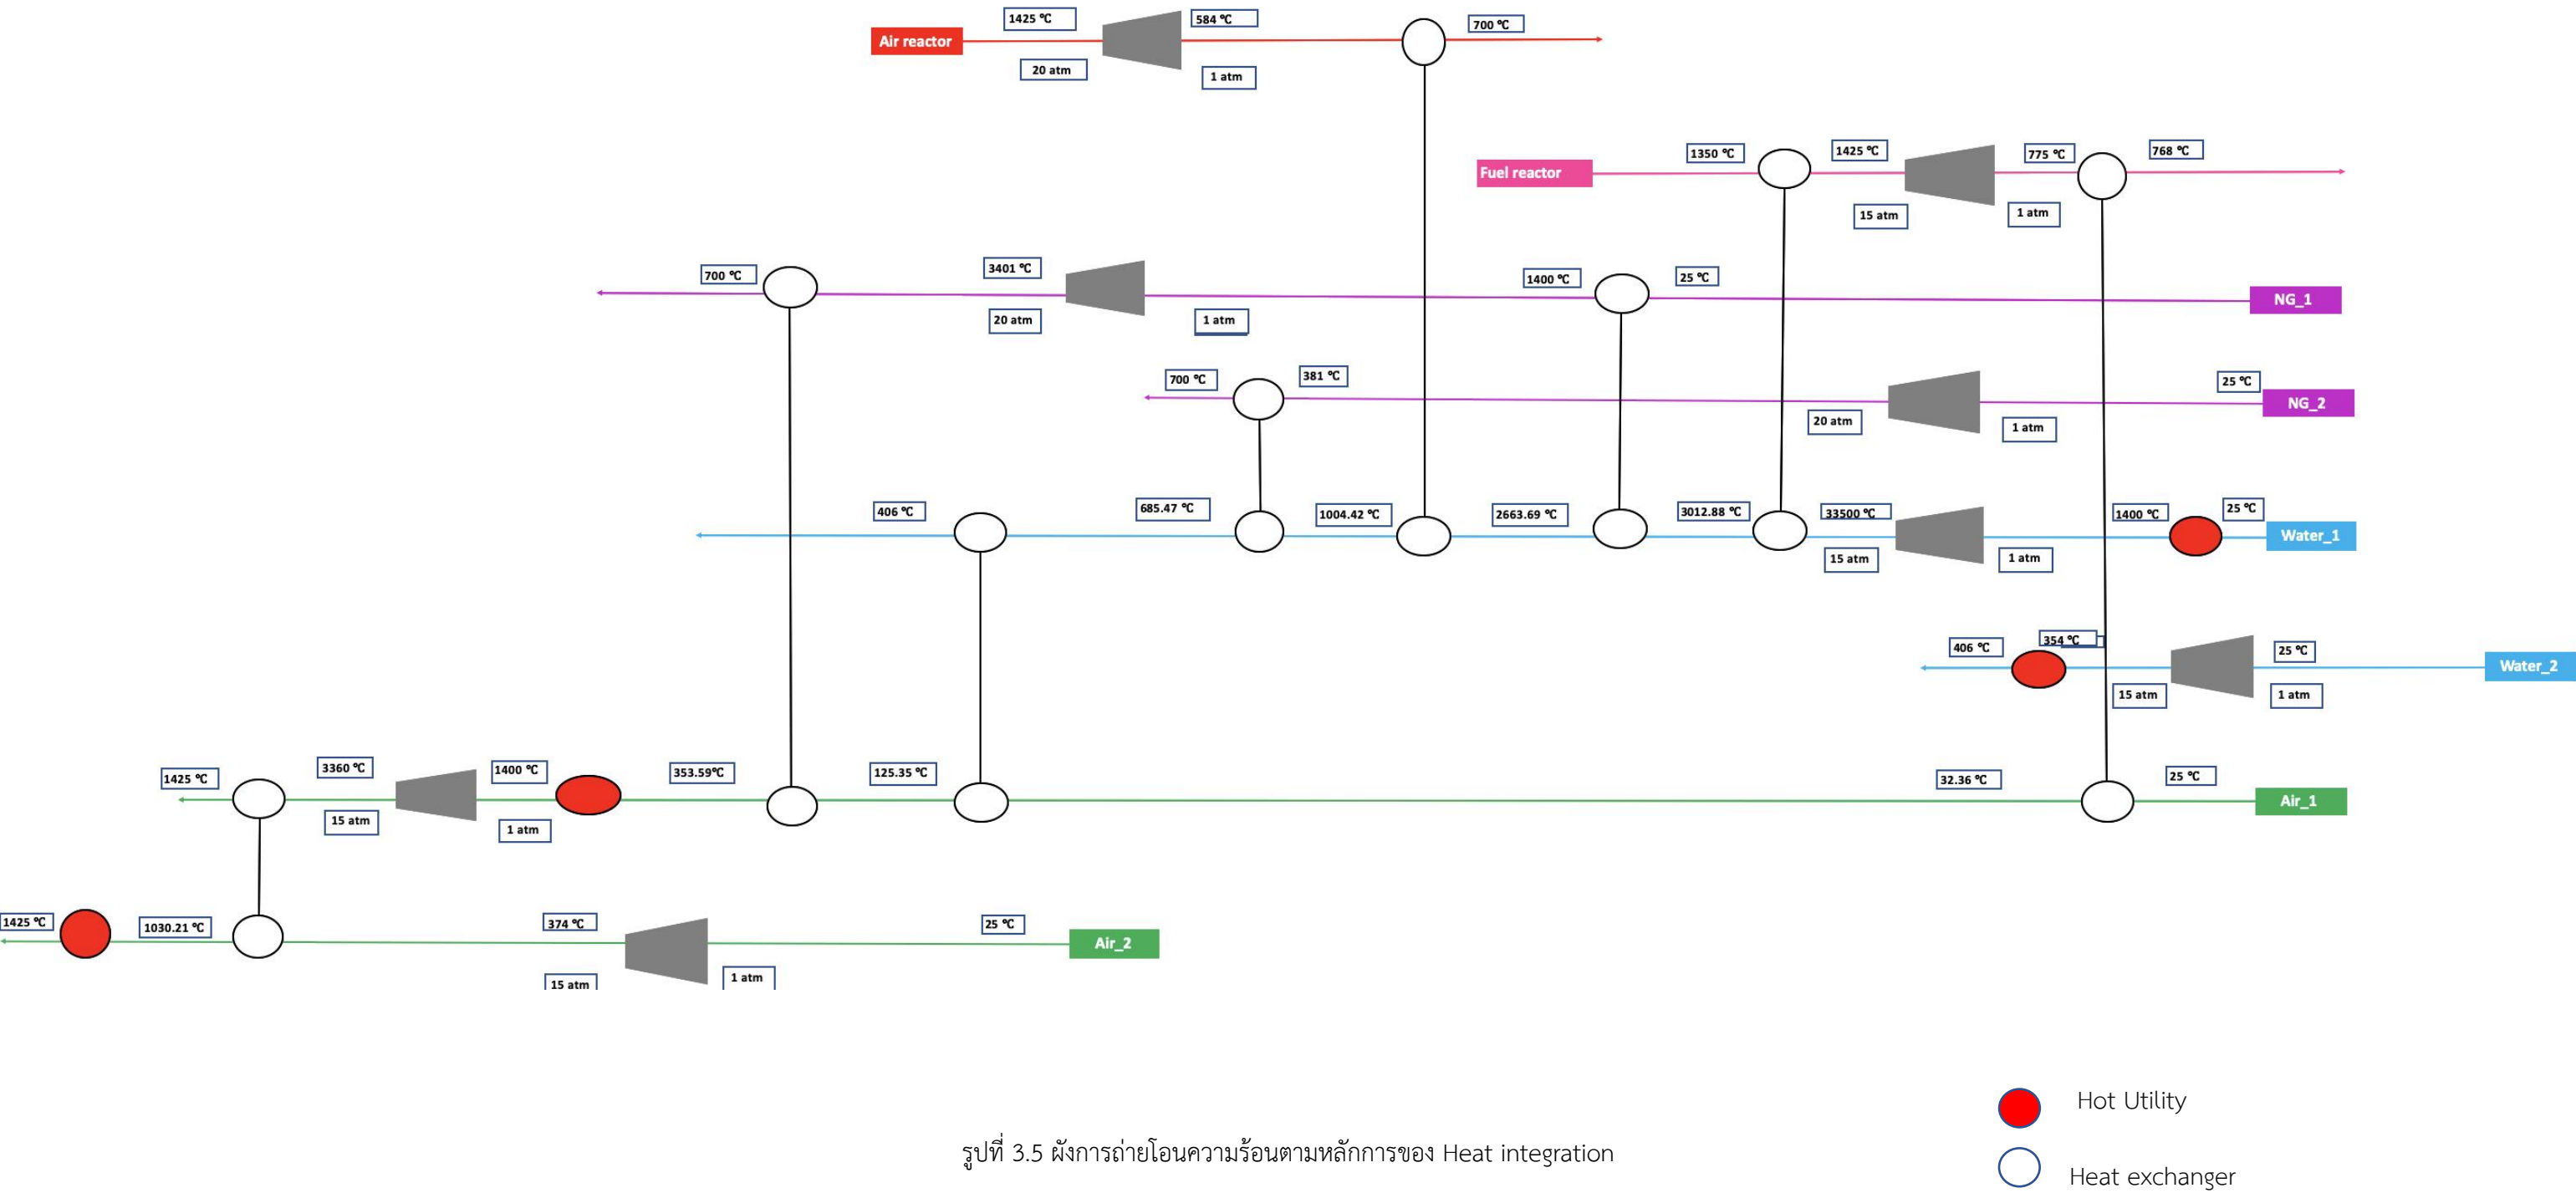 1425 ℃
584 ℃
700 ℃
Air reactor
20 atm
1 atm
1350 ℃
1425 ℃
775 ℃
768 ℃
Fuel reactor
15 atm
1 atm
700 ℃
3401 ℃
1400 ℃
25 ℃
NG_1
20 atm
1 atm
700 ℃
381 ℃
25 ℃
NG_2
20 atm
1 atm
406 ℃
685.47 ℃
1004.42 ℃
2663.69 ℃
3012.88 ℃
33500 ℃
1400 ℃
25 ℃
Water_1
15 atm
1 atm
406 ℃
354 ℃
25 ℃
Water_2
15 atm
1 atm
1425 ℃
3360 ℃
1400 ℃
353.59℃
125.35 ℃
32.36 ℃
25 ℃
Air_1
15 atm
1 atm
1425 ℃
1030.21 ℃
374 ℃
25 ℃
Air_2
15 atm
1 atm
Hot Utility
รูปที่ 3.5 ผังการถ่ายโอนความร้อนตามหลักการของ Heat integration
Heat exchanger